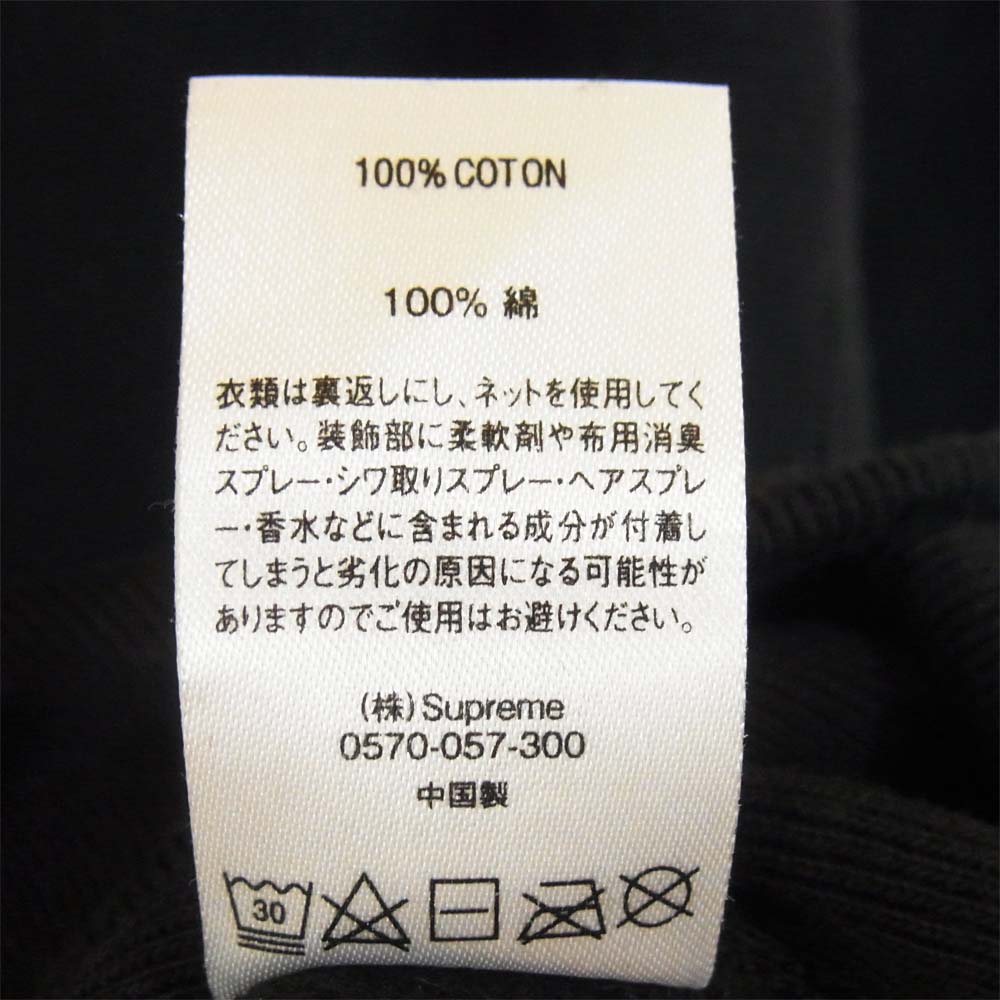 100% COTON
100% 綿
衣類は裏返しにし、ネットを使用してく
ださい。装飾部に柔軟剤や布用消臭
スプレー・シワ取りスプレー・ヘアスプレ
ー・香水などに含まれる成分が付着し
てしまうと劣化の原因になる可能性が
ありますのでご使用はお避けください。
(株)Supreme
0570-057-300
中国製
30